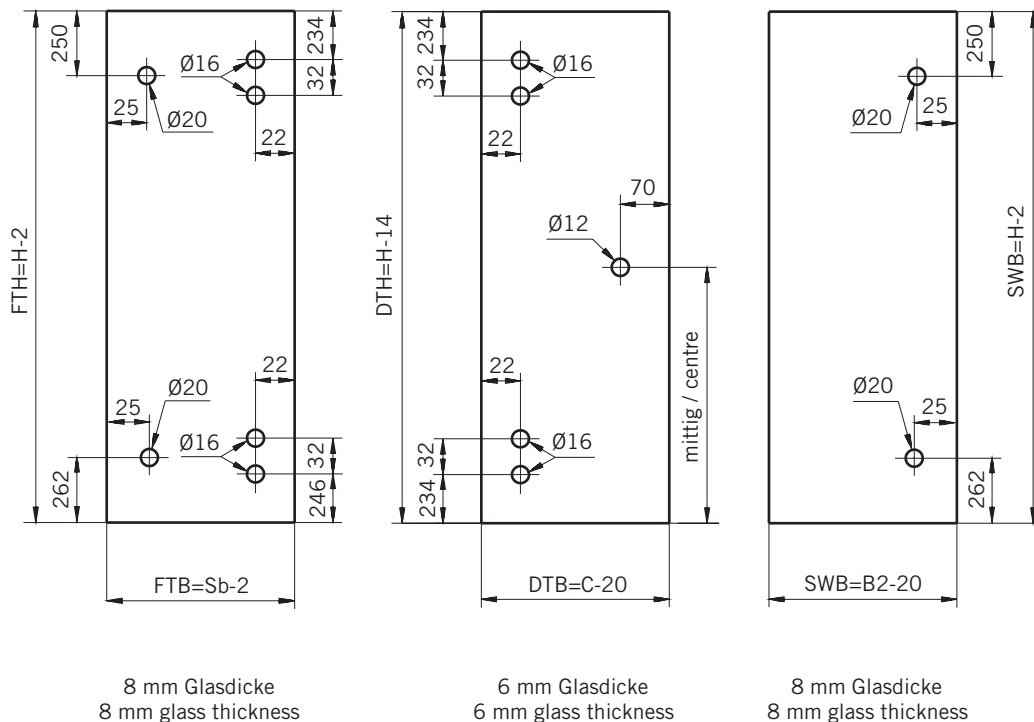 250
25
Ø20
Ø16
234
32
22
FTH=H-2
22
Ø20
25
Ø16
262
32
246
FTB=Sb-2
8 mm Glasdicke
8 mm glass thickness
234
32
Ø16
22
70
Ø12
DTH=H-14
mittig / centre
22
Ø16
32
234
DTB=C-20
6 mm Glasdicke
6 mm glass thickness
250
25
Ø20
SWB=H-2
Ø20
25
262
SWB=B2-20
8 mm Glasdicke
8 mm glass thickness